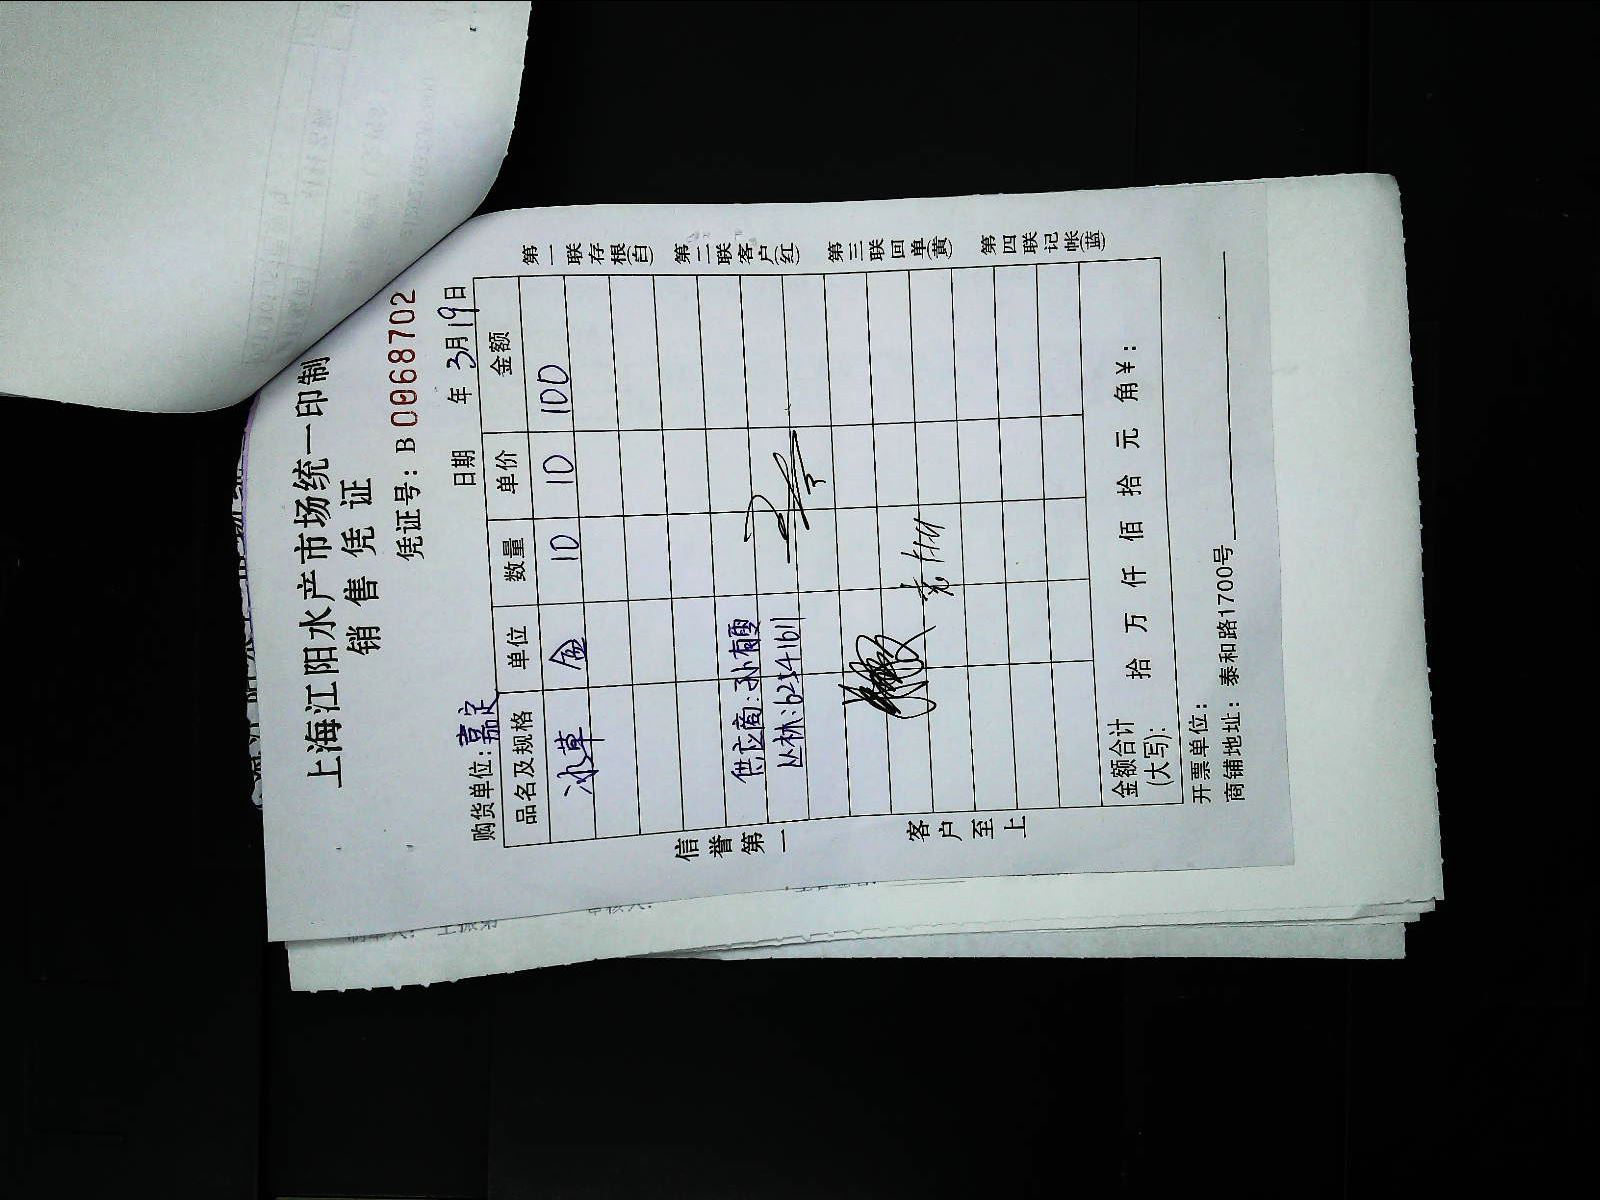 上海江阳水产市场统一印制
销售凭证
凭证号：B 0068702
购货单位：嘉定 日期 年3月19日
品名及规格 单位 数量 单价 金额
冰草 盒 10 10 100
供应商：孙有
丛林：62541611
金额合计(大写)： 拾 万 仟 佰 拾 元 角¥：
开票单位：
商铺地址：泰和路1700号
信誉第一
客户至上
第一联存根(白)
第二联客户(红)
第三联回单(黄)
第四联记帐(蓝)